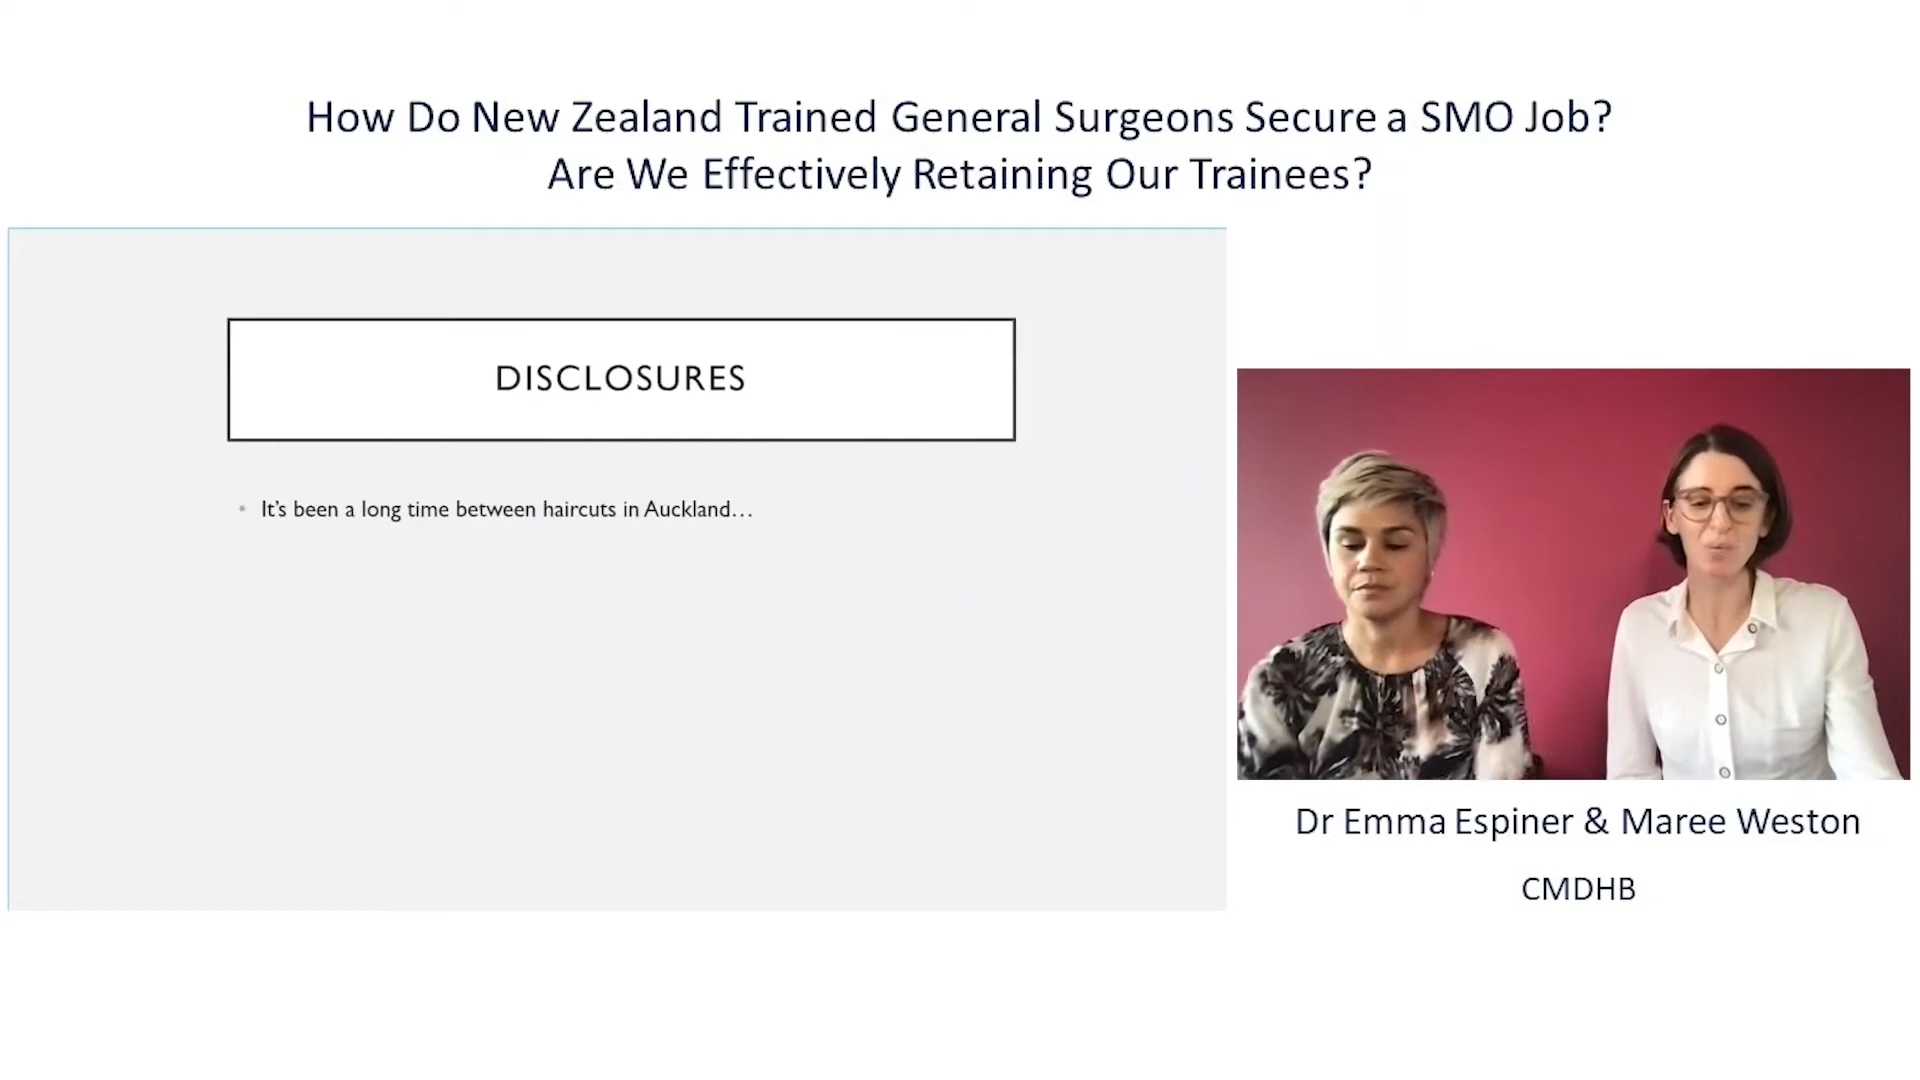 How Do New Zealand Trained General Surgeons Secure a SMO Job?
Are We Effectively Retaining Our Trainees?
DISCLOSURES
• It’s been a long time between haircuts in Auckland…
Dr Emma Espiner & Maree Weston
CMDHB